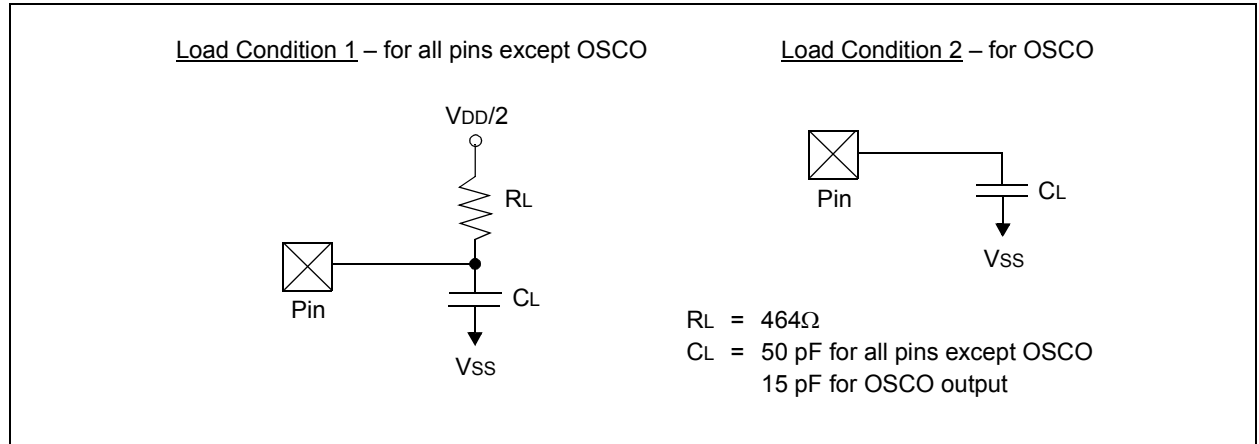 Load Condition 1 – for all pins except OSCO
VDD/2
RL
Pin
CL
VSS
Load Condition 2 – for OSCO
Pin
CL
VSS
RL = 464Ω
CL = 50 pF for all pins except OSCO
15 pF for OSCO output